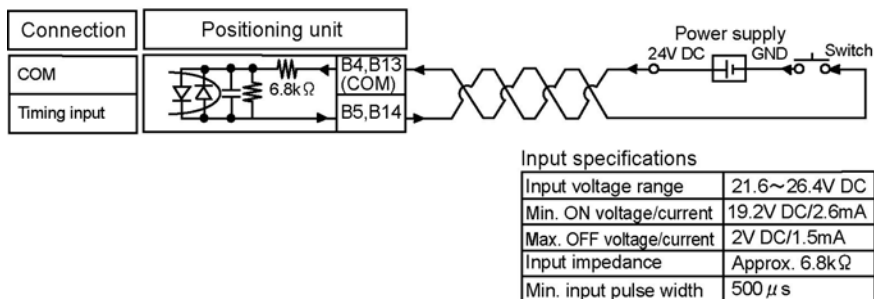 Connection Positioning unit
Power supply
24V DC GND Switch
COM
B4,B13
(COM)
6.8kΩ
Timing input
B5,B14
Input specifications
Input voltage range 21.6～26.4V DC
Min. ON voltage/current 19.2V DC/2.6mA
Max. OFF voltage/current 2V DC/1.5mA
Input impedance Approx. 6.8kΩ
Min. input pulse width 500μs